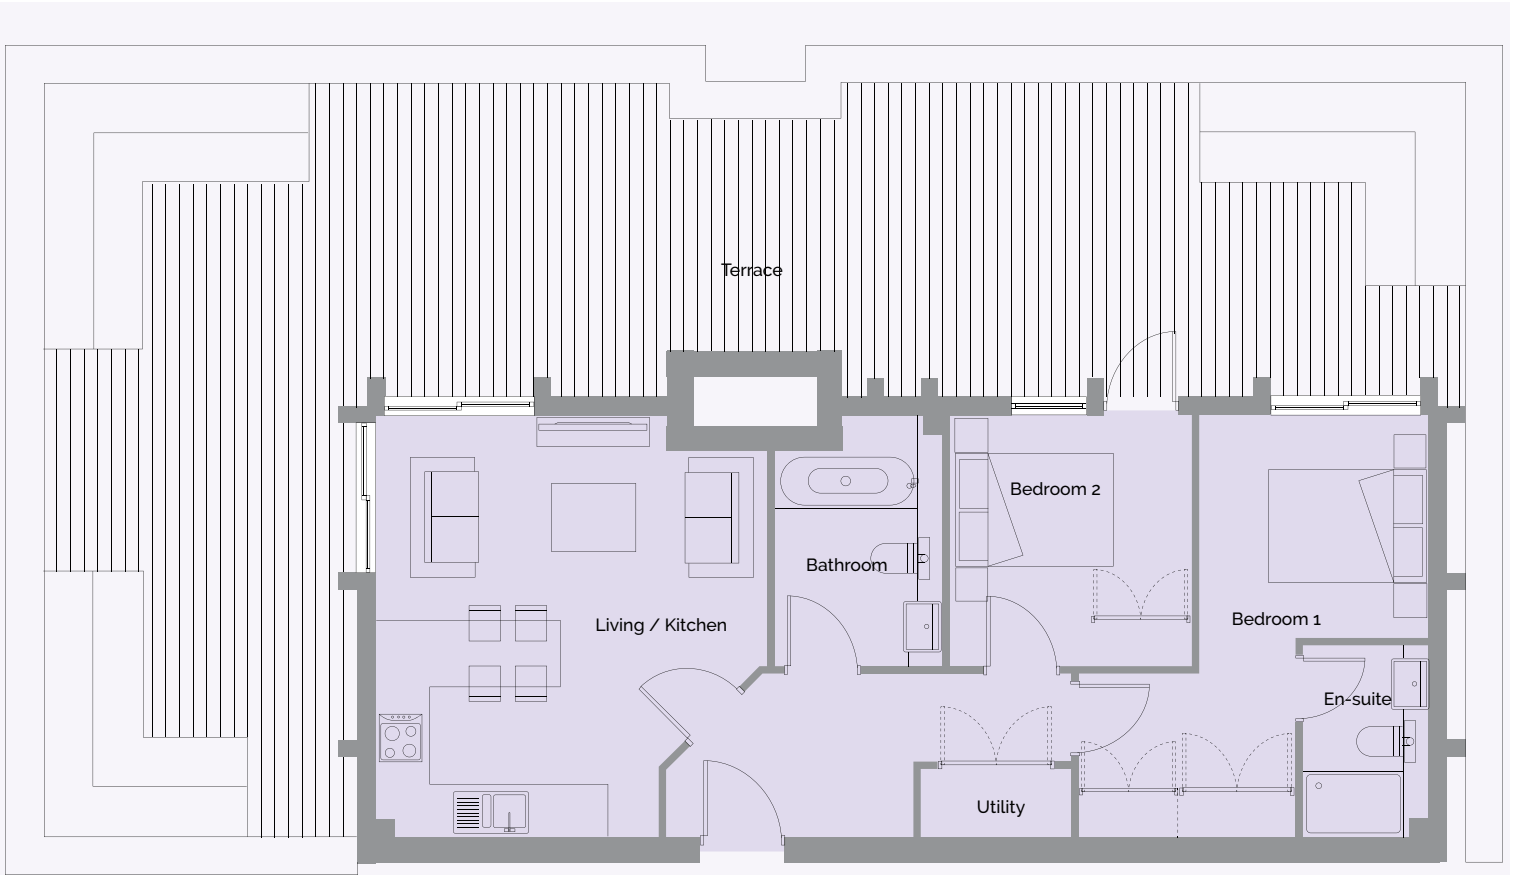 Terrace
Bedroom 2
Bathroom
Living / Kitchen
Bedroom 1
En-suite
Utility